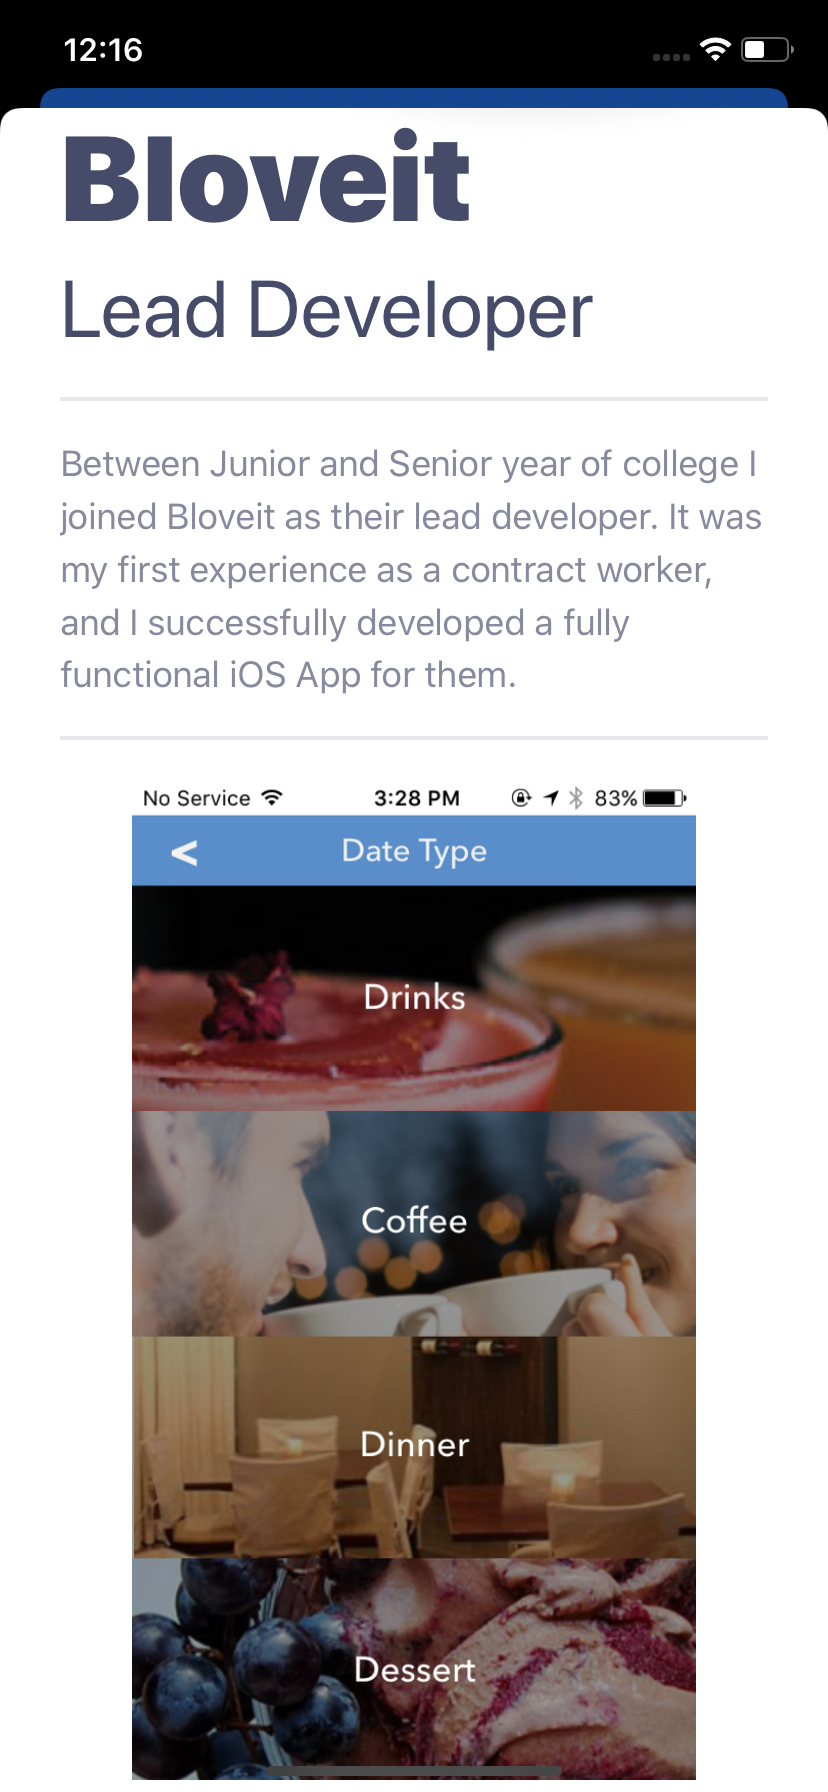 12:16
Bloveit
Lead Developer
Between Junior and Senior year of college I
joined Bloveit as their lead developer. It was
my first experience as a contract worker,
and I successfully developed a fully
functional iOS App for them.
No Service 3:28 PM 83%
< Date Type
Drinks
Coffee
Dinner
Dessert